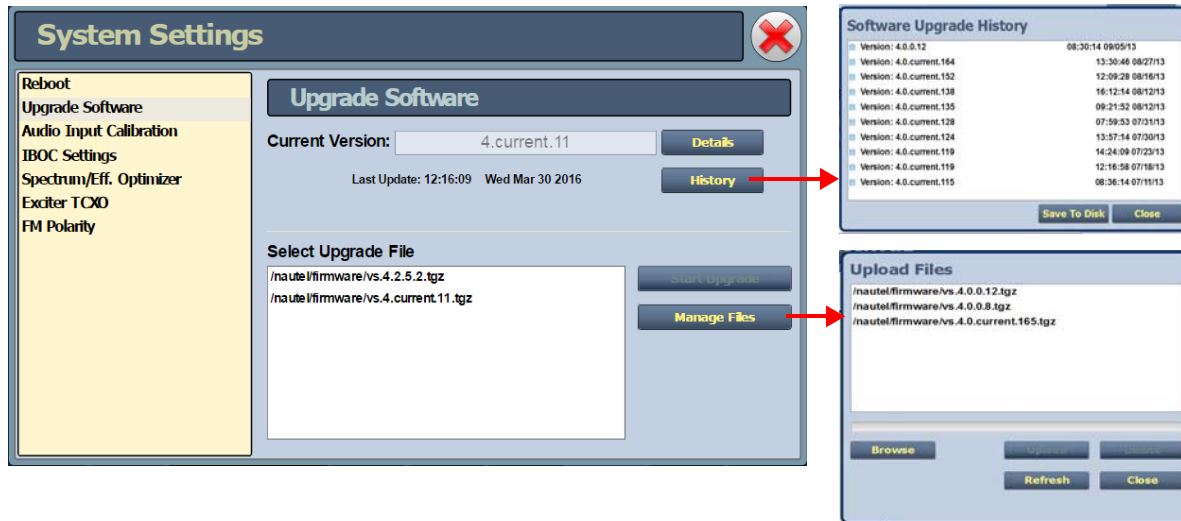 System Settings
Reboot
Upgrade Software
Audio Input Calibration
IBOC Settings
Spectrum/Eff. Optimizer
Exciter TCXO
FM Polarity
Upgrade Software
Current Version: 4.current.11 Details
Last Update: 12:16:09 Wed Mar 30 2016 History
Select Upgrade File
/nautel/firmware/vs.4.2.5.2.tgz
/nautel/firmware/vs.4.current.11.tgz
Start Upgrade
Manage Files
Software Upgrade History
Version: 4.0.0.12 08:30:14 09/05/13
Version: 4.0.current.164 13:30:46 08/27/13
Version: 4.0.current.152 12:09:28 08/16/13
Version: 4.0.current.138 16:12:14 08/12/13
Version: 4.0.current.135 09:21:52 08/12/13
Version: 4.0.current.128 07:59:53 07/31/13
Version: 4.0.current.124 13:57:14 07/30/13
Version: 4.0.current.119 14:24:09 07/23/13
Version: 4.0.current.119 12:16:58 07/18/13
Version: 4.0.current.115 08:36:14 07/11/13
Save To Disk Close
Upload Files
/nautel/firmware/vs.4.0.0.12.tgz
/nautel/firmware/vs.4.0.0.8.tgz
/nautel/firmware/vs.4.0.current.165.tgz
Browse Upload Delete
Refresh Close